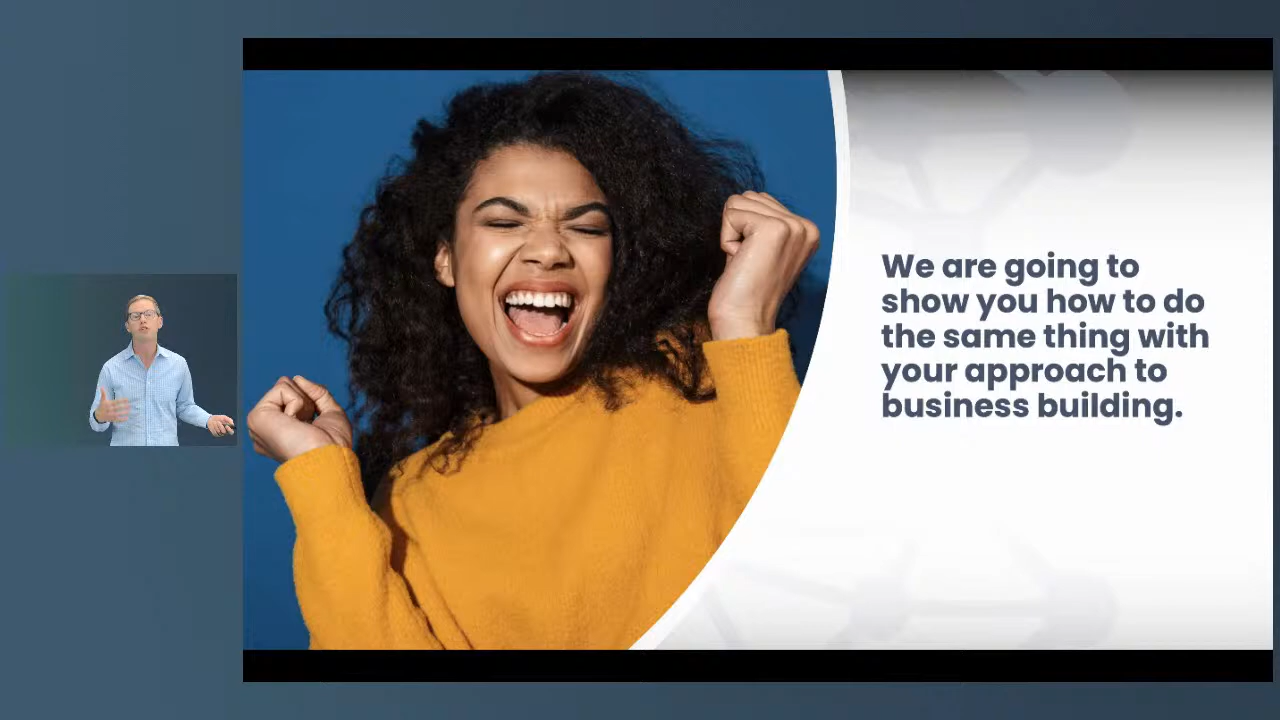 We are going to
show you how to do
the same thing with
your approach to
business building.